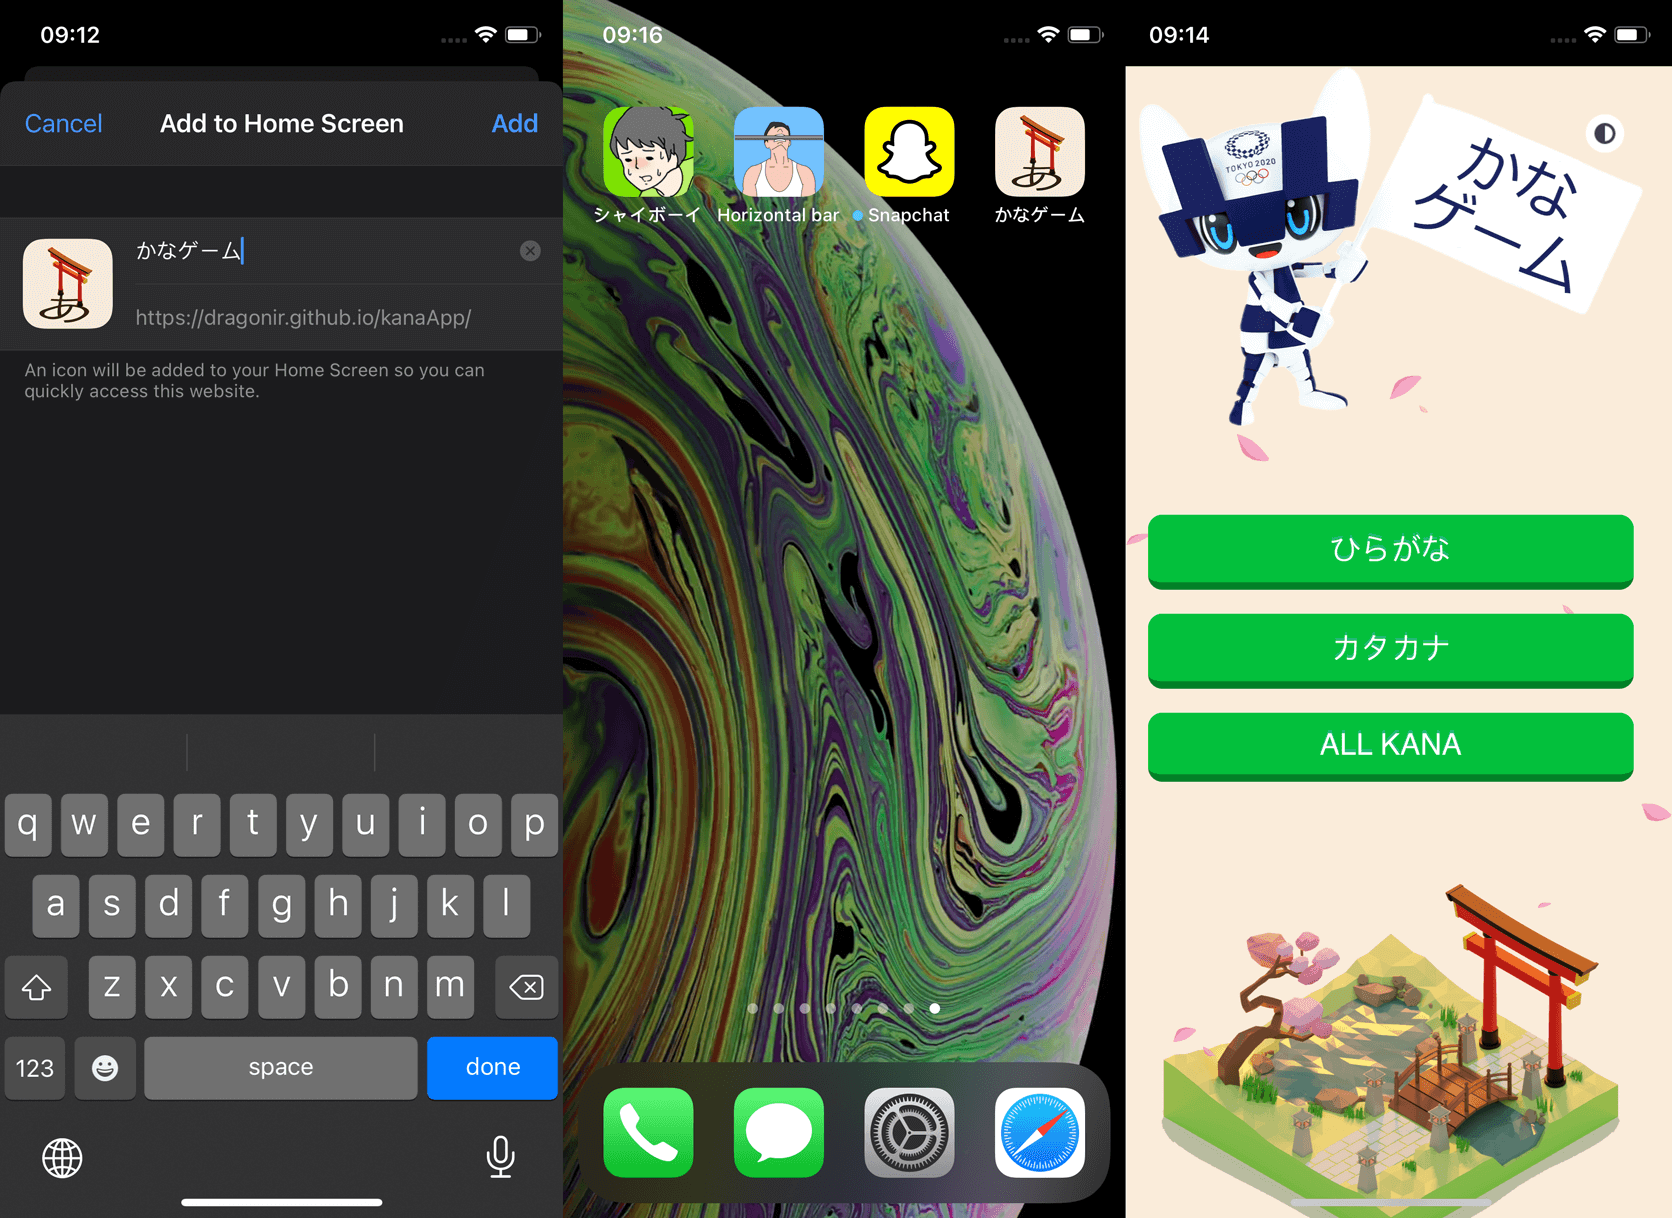 09:12
Cancel
Add to Home Screen
Add
かなゲーム
https://dragonir.github.io/kanaApp/
An icon will be added to your Home Screen so you can
quickly access this website.
q w e r t y u i o p
a s d f g h j k l
z x c v b n m
123
space
done
09:16
シャイボーイ
Horizontal bar
Snapchat
かなゲーム
09:14
TOKYO 2020
かな
ゲーム
ひらがな
カタカナ
ALL KANA
あ
あ